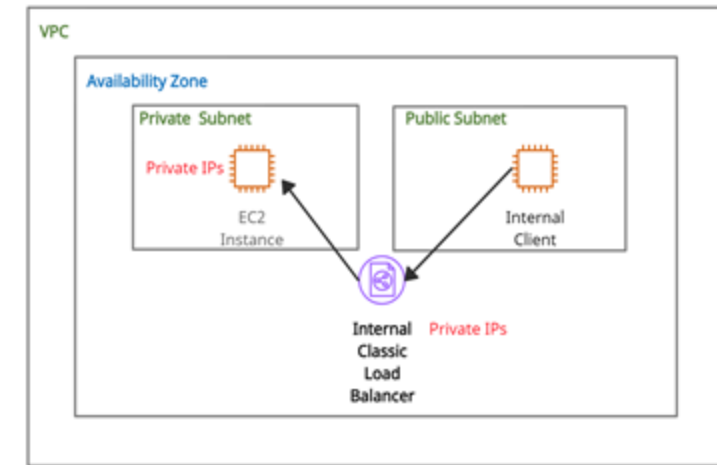 VPC
Availability Zone
Private Subnet
Public Subnet
Private IPs
EC2
Instance
Internal
Client
Internal
Classic
Load
Balancer
Private IPs